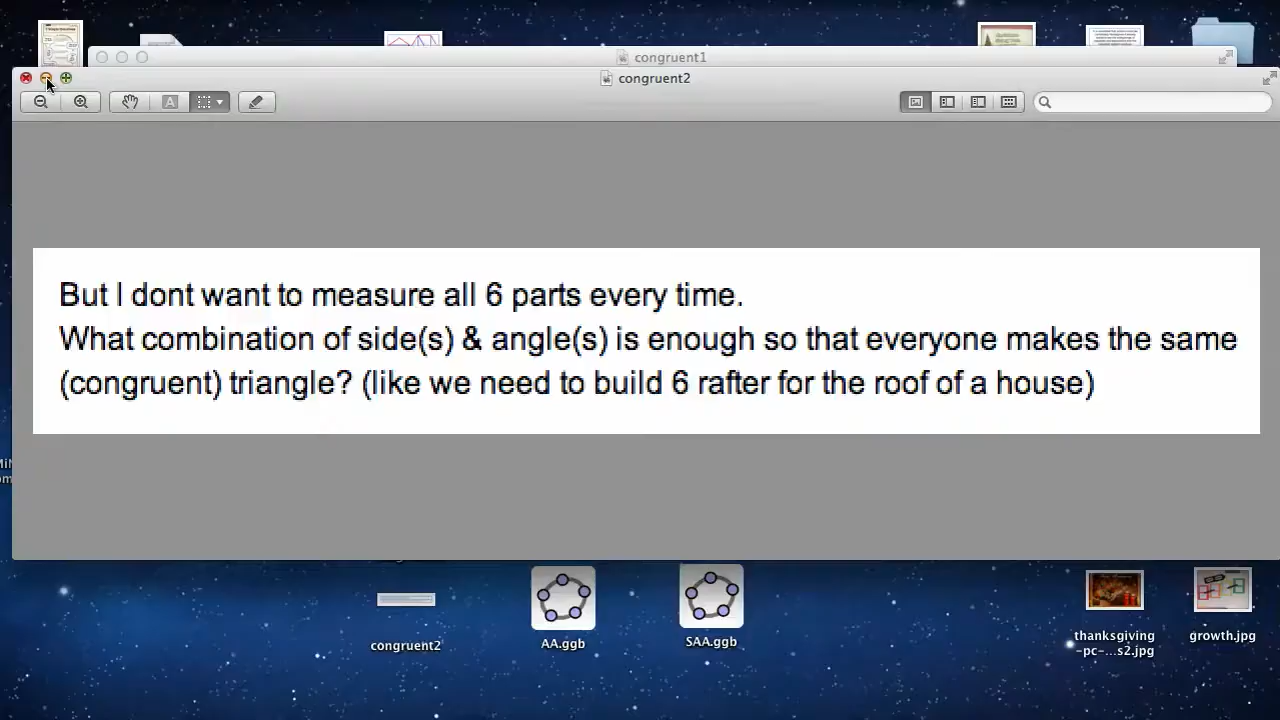 congruent1
congruent2
But I dont want to measure all 6 parts every time.
What combination of side(s) & angle(s) is enough so that everyone makes the same
(congruent) triangle? (like we need to build 6 rafter for the roof of a house)
congruent2
AA.ggb
SAA.ggb
thanksgiving
-pc-...s2.jpg
growth.jpg